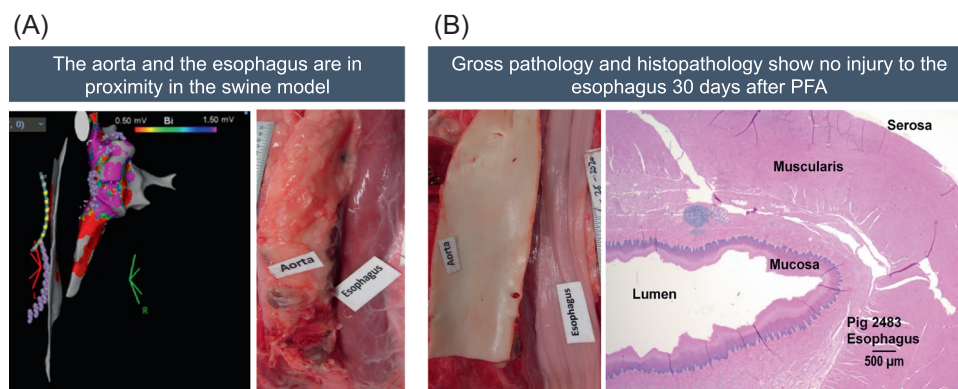 (A)
The aorta and the esophagus are in
proximity in the swine model
, 0)
0.50 mV Bi 1.50 mV
R
Aorta
Esophagus
(B)
Gross pathology and histopathology show no injury to the
esophagus 30 days after PFA
Aorta
Esophagus
Serosa
Muscularis
Mucosa
Lumen
Pig 2483
Esophagus
500 µm